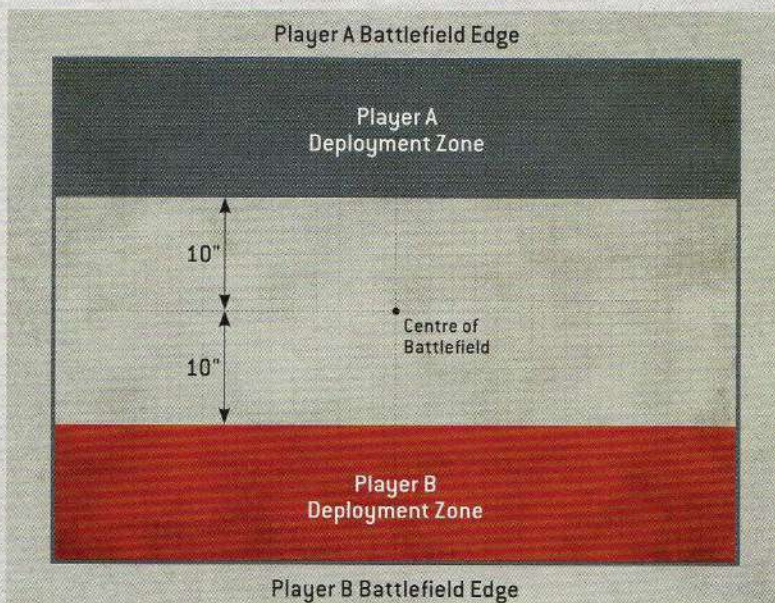 Player A Battlefield Edge
Player A
Deployment Zone
10"
Centre of
Battlefield
10"
Player B
Deployment Zone
Player B Battlefield Edge